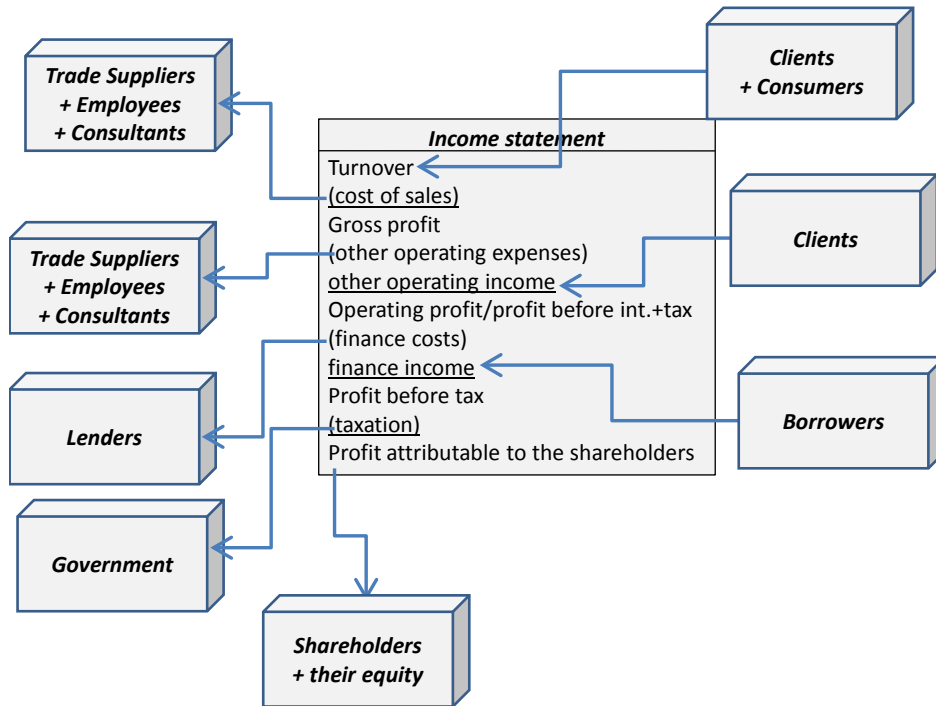 Trade Suppliers
+ Employees
+ Consultants
Clients
+ Consumers
Income statement
Turnover
(cost of sales)
Gross profit
(other operating expenses)
other operating income
Operating profit/profit before int.+tax
(finance costs)
finance income
Profit before tax
(taxation)
Profit attributable to the shareholders
Trade Suppliers
+ Employees
+ Consultants
Clients
Lenders
Borrowers
Government
Shareholders
+ their equity